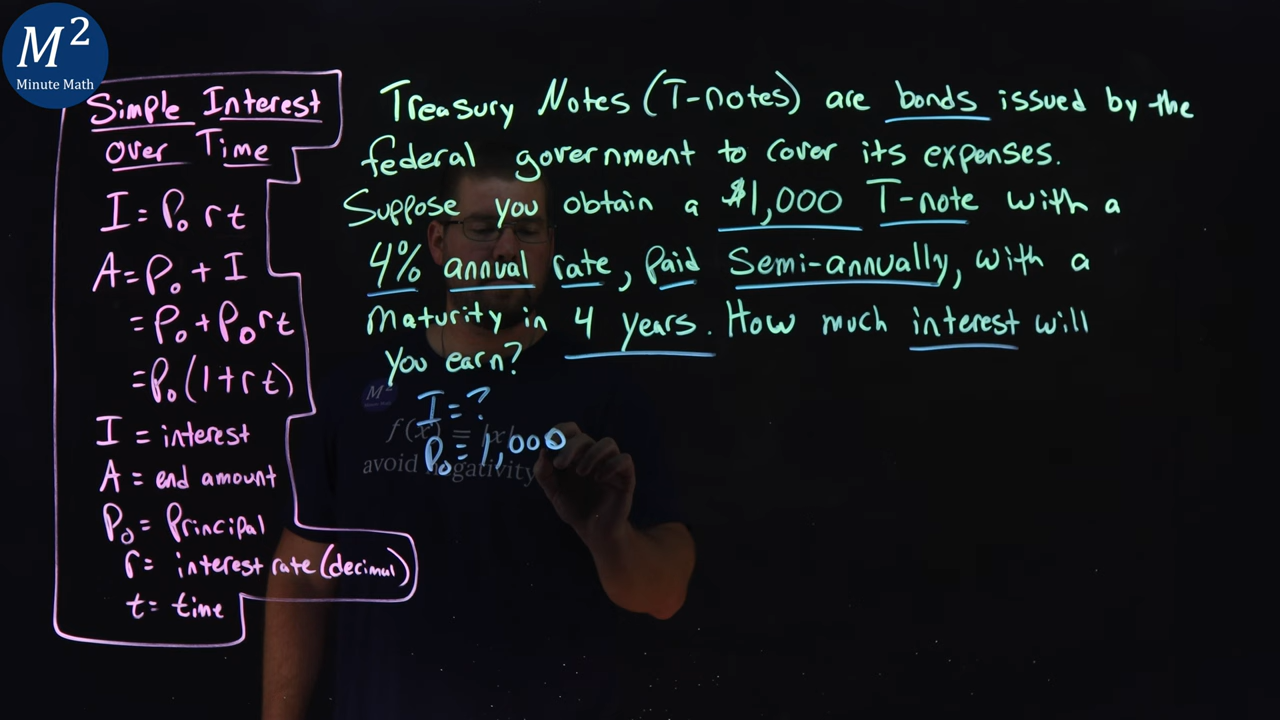 M²
Minute Math
Simple Interest
over Time
I = P₀ r t
A = P₀ + I
= P₀ + P₀ r t
= P₀ (1 + r t)
I = interest
A = end amount
P₀ = Principal
r = interest rate (decimal)
t = time
Treasury Notes (T-notes) are bonds issued by the
federal government to cover its expenses.
Suppose you obtain a $1,000 T-note with a
4% annual rate, paid semi-annually, with a
maturity in 4 years. How much interest will
you earn?
I = ?
P₀ = 1,000
M²
f(x) = |x|
avoid negativity